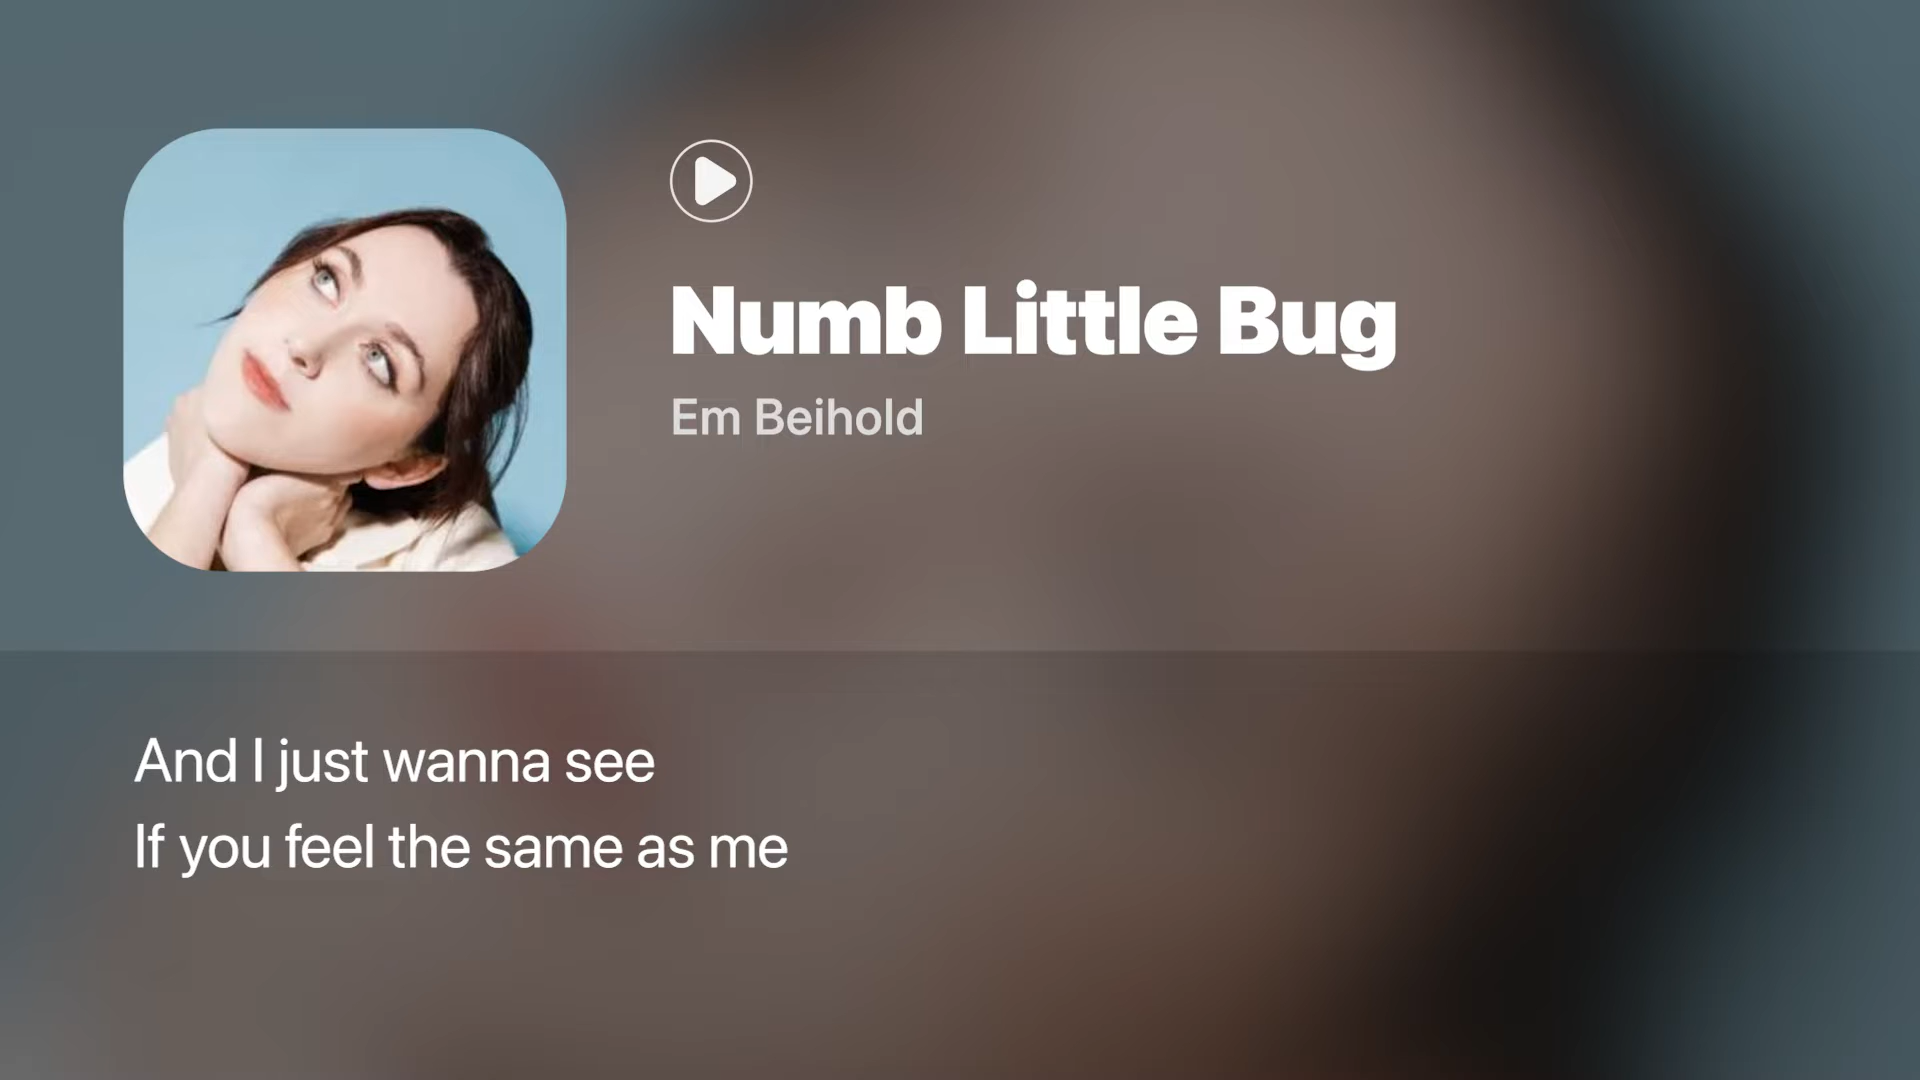 Numb Little Bug
Em Beihold
And I just wanna see
If you feel the same as me